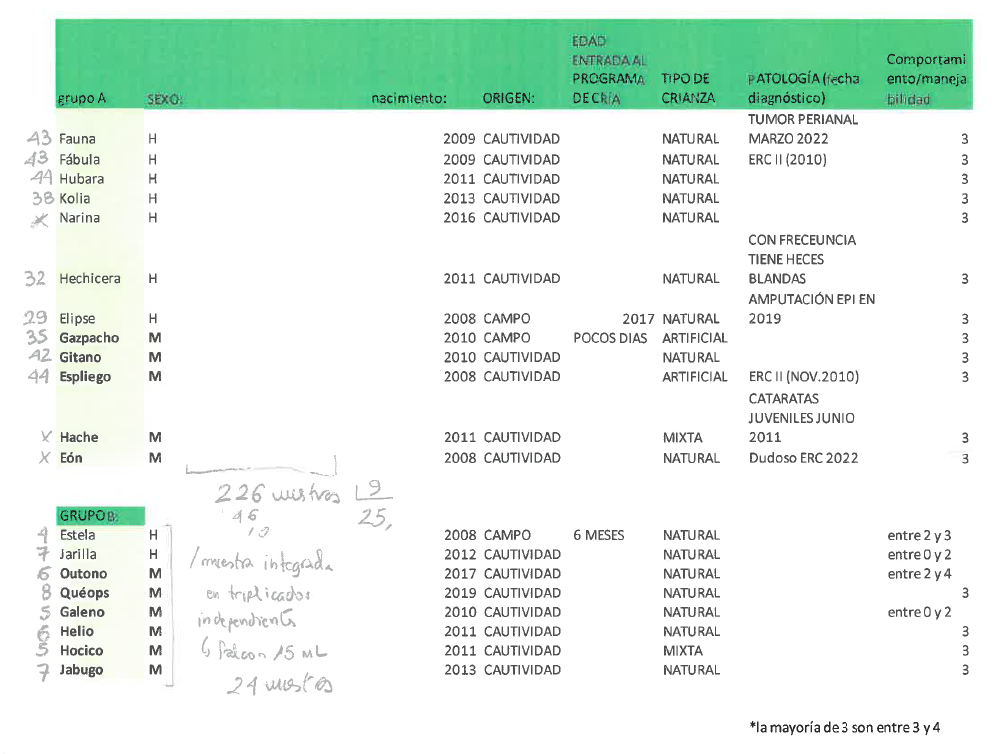 grupo A SEXO: nacimiento: ORIGEN: EDAD ENTRADA AL PROGRAMA DE CRÍA TIPO DE CRIANZA PATOLOGÍA (fecha diagnóstico) Comportamiento/manejabilidad
43 Fauna H 2009 CAUTIVIDAD NATURAL TUMOR PERIANAL MARZO 2022 3
43 Fábula H 2009 CAUTIVIDAD NATURAL ERC II (2010) 3
44 Hubara H 2011 CAUTIVIDAD NATURAL 3
38 Kolia H 2013 CAUTIVIDAD NATURAL 3
x Narina H 2016 CAUTIVIDAD NATURAL 3
32 Hechicera H 2011 CAUTIVIDAD NATURAL CON FRECEUNCIA TIENE HECES BLANDAS 3
29 Elipse H 2008 CAMPO 2017 NATURAL AMPUTACIÓN EPI EN 2019 3
35 Gazpacho M 2010 CAMPO POCOS DIAS ARTIFICIAL 3
42 Gitano M 2010 CAUTIVIDAD NATURAL 3
44 Espliego M 2008 CAUTIVIDAD ARTIFICIAL ERC II (NOV.2010) 3
x Hache M 2011 CAUTIVIDAD MIXTA CATARATAS JUVENILES JUNIO 2011 3
x Eón M 2008 CAUTIVIDAD NATURAL Dudoso ERC 2022 3
226 9
46 25,
10
GRUPO B:
4 Estela H 2008 CAMPO 6 MESES NATURAL entre 2 y 3
7 Jarilla H 2012 CAUTIVIDAD NATURAL entre 0 y 2
6 Outono M 2017 CAUTIVIDAD NATURAL entre 2 y 4
8 Quéops M 2019 CAUTIVIDAD NATURAL 3
5 Galeno M 2010 CAUTIVIDAD NATURAL entre 0 y 2
6 Helio M 2011 CAUTIVIDAD NATURAL 3
5 Hocico M 2011 CAUTIVIDAD MIXTA 3
7 Jabugo M 2013 CAUTIVIDAD NATURAL 3
1 muestra integrada
en triplicados
independientes
falcon 15 mL
24
*la mayoría de 3 son entre 3 y 4